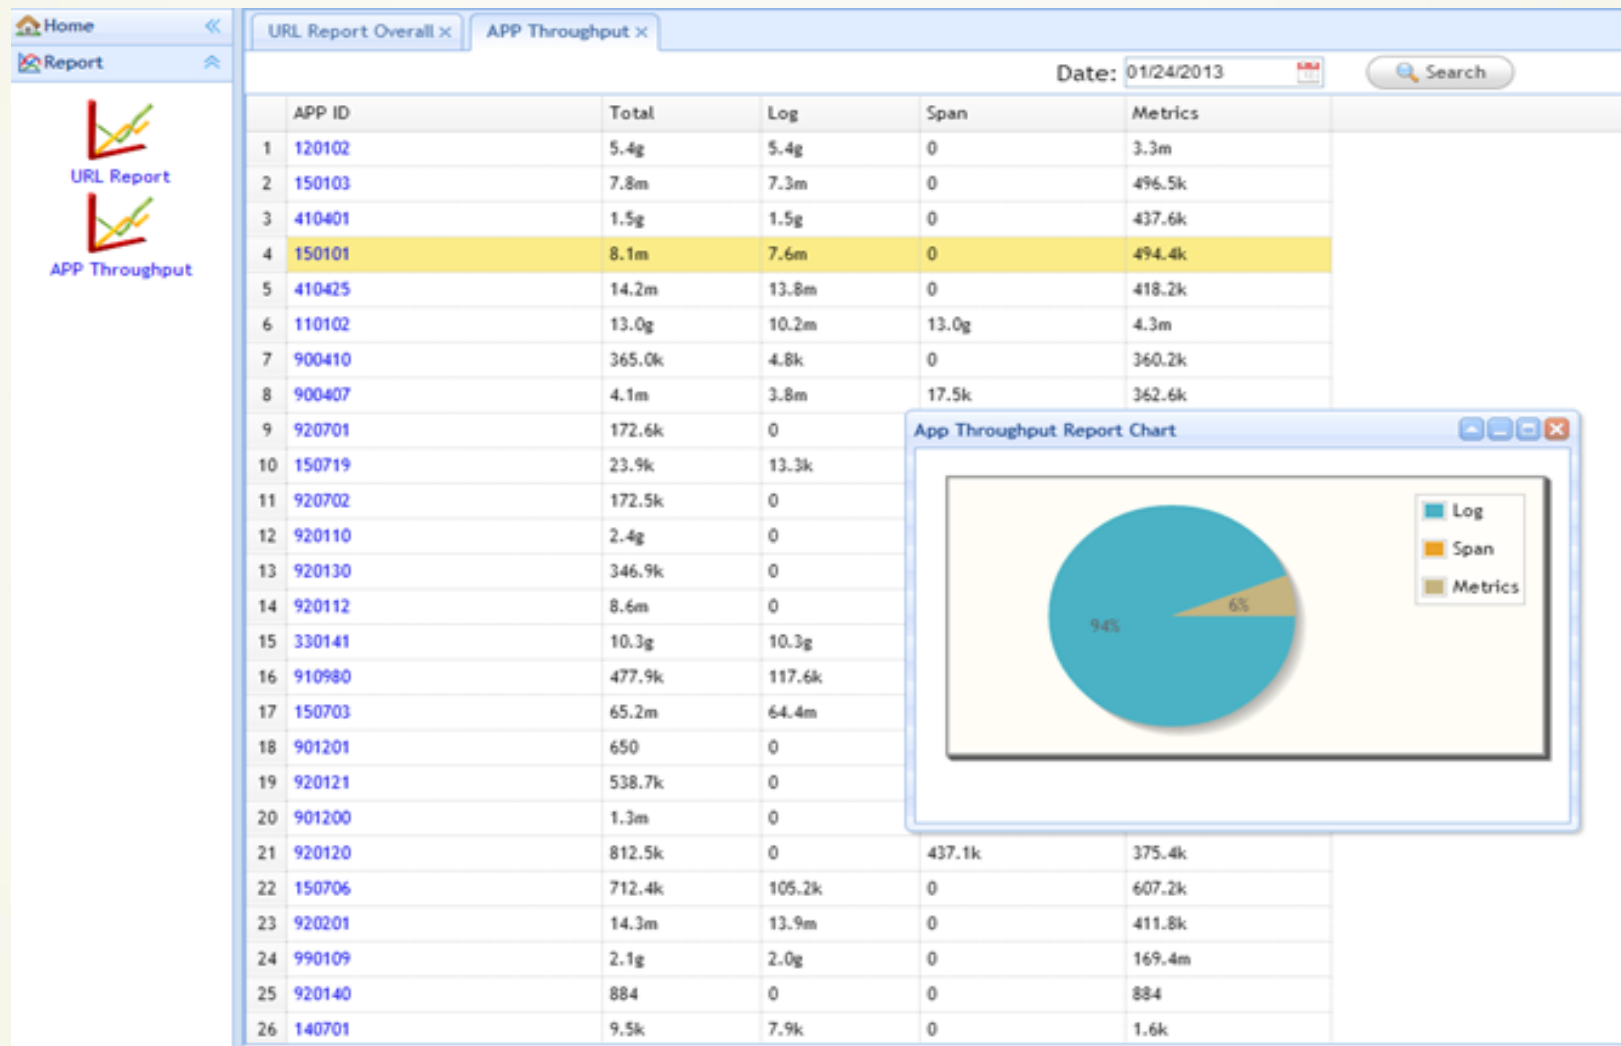 Home
Report
URL Report
APP Throughput
URL Report Overall x APP Throughput x
Date: 01/24/2013 Search
APP ID Total Log Span Metrics
1 120102 5.4g 5.4g 0 3.3m
2 150103 7.8m 7.3m 0 496.5k
3 410401 1.5g 1.5g 0 437.6k
4 150101 8.1m 7.6m 0 494.4k
5 410425 14.2m 13.8m 0 418.2k
6 110102 13.0g 10.2m 13.0g 4.3m
7 900410 365.0k 4.8k 0 360.2k
8 900407 4.1m 3.8m 17.5k 362.6k
9 920701 172.6k 0
10 150719 23.9k 13.3k
11 920702 172.5k 0
12 920110 2.4g 0
13 920130 346.9k 0
14 920112 8.6m 0
15 330141 10.3g 10.3g
16 910980 477.9k 117.6k
17 150703 65.2m 64.4m
18 901201 650 0
19 920121 538.7k 0
20 901200 1.3m 0
21 920120 812.5k 0 437.1k 375.4k
22 150706 712.4k 105.2k 0 607.2k
23 920201 14.3m 13.9m 0 411.8k
24 990109 2.1g 2.0g 0 169.4m
25 920140 884 0 0 884
26 140701 9.5k 7.9k 0 1.6k
App Throughput Report Chart
Log
Span
Metrics
6%
94%